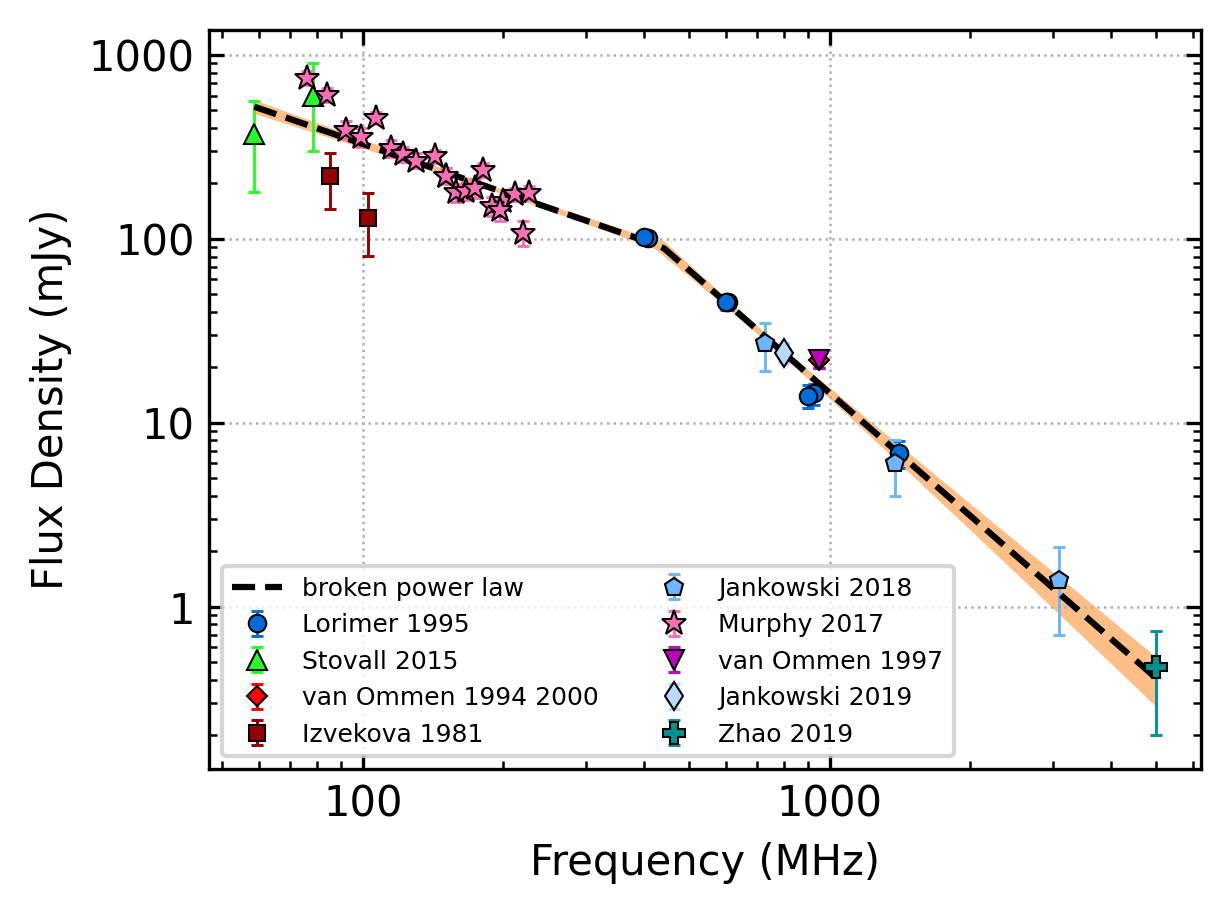 1000
100
10
1
Flux Density (mJy)
broken power law
Lorimer 1995
Stovall 2015
van Ommen 1994 2000
Izvekova 1981
Jankowski 2018
Murphy 2017
van Ommen 1997
Jankowski 2019
Zhao 2019
100
1000
Frequency (MHz)